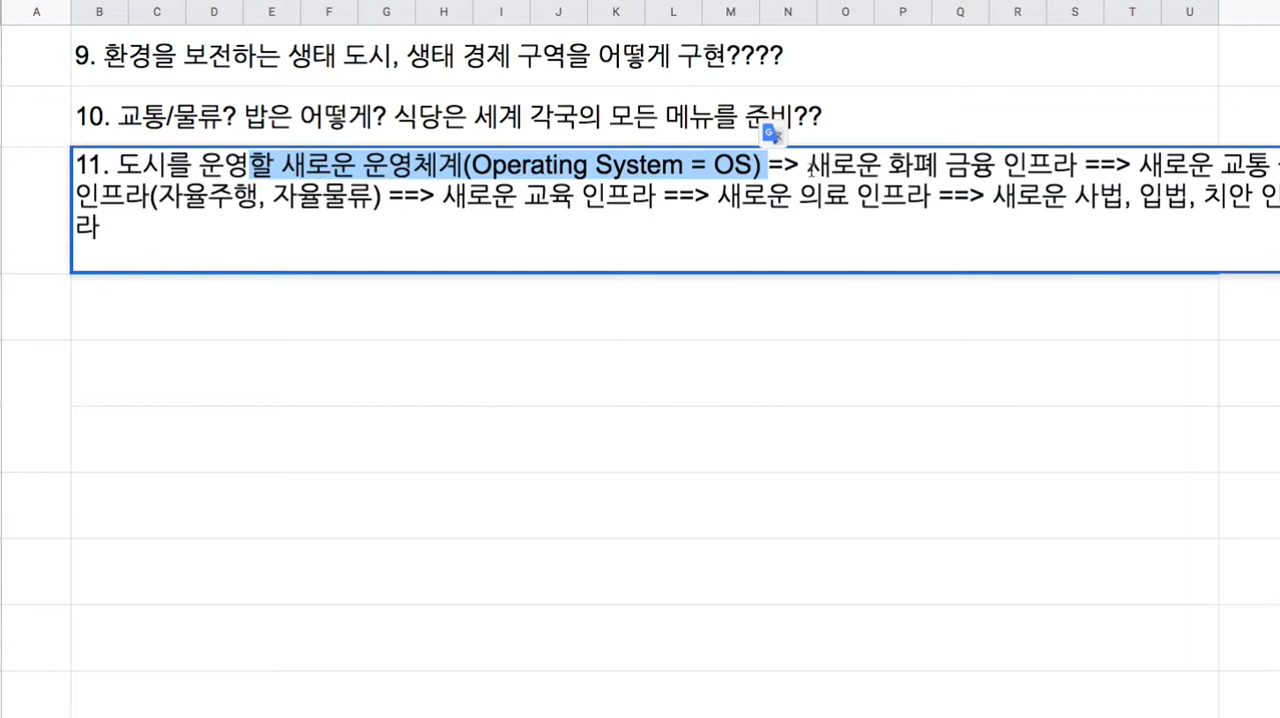 A B C D E F G H I J K L M N O P Q R S T U
9. 환경을 보전하는 생태 도시, 생태 경제 구역을 어떻게 구현????
10. 교통/물류? 밥은 어떻게? 식당은 세계 각국의 모든 메뉴를 준비??
11. 도시를 운영할 새로운 운영체계(Operating System = OS) => 새로운 화폐 금융 인프라 ==> 새로운 교통
인프라(자율주행, 자율물류) ==> 새로운 교육 인프라 ==> 새로운 의료 인프라 ==> 새로운 사법, 입법, 치안
라